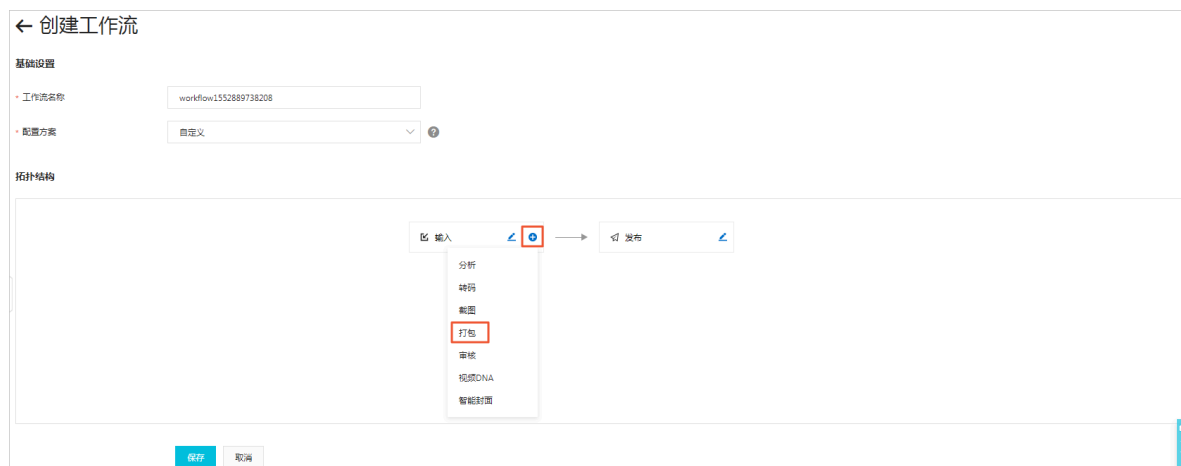 创建工作流
基础设置
* 工作流名称 workflow1552889738208
* 配置方案 自定义
拓扑结构
输入 发布
分析
转码
截图
打包
审核
视频DNA
智能封面
保存 取消